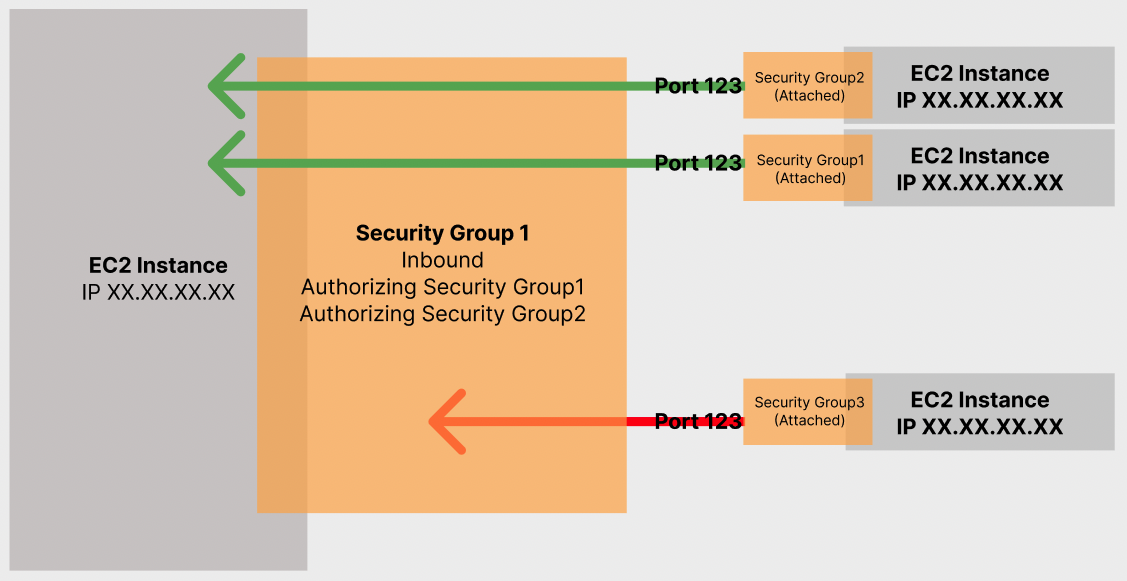 Port 123
Security Group2
(Attached)
EC2 Instance
IP XX.XX.XX.XX
Port 123
Security Group1
(Attached)
EC2 Instance
IP XX.XX.XX.XX
EC2 Instance
IP XX.XX.XX.XX
Security Group 1
Inbound
Authorizing Security Group1
Authorizing Security Group2
Port 123
Security Group3
(Attached)
EC2 Instance
IP XX.XX.XX.XX